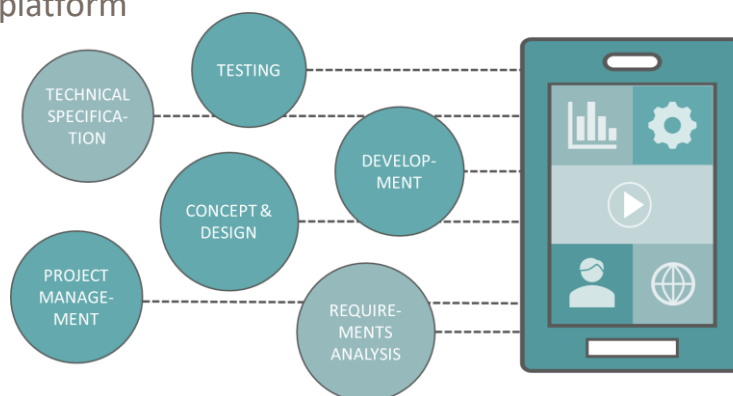 platform
TESTING
TECHNICAL
SPECIFICA-
TION
DEVELOP-
MENT
CONCEPT &
DESIGN
PROJECT
MANAGE-
MENT
REQUIRE-
MENTS
ANALYSIS